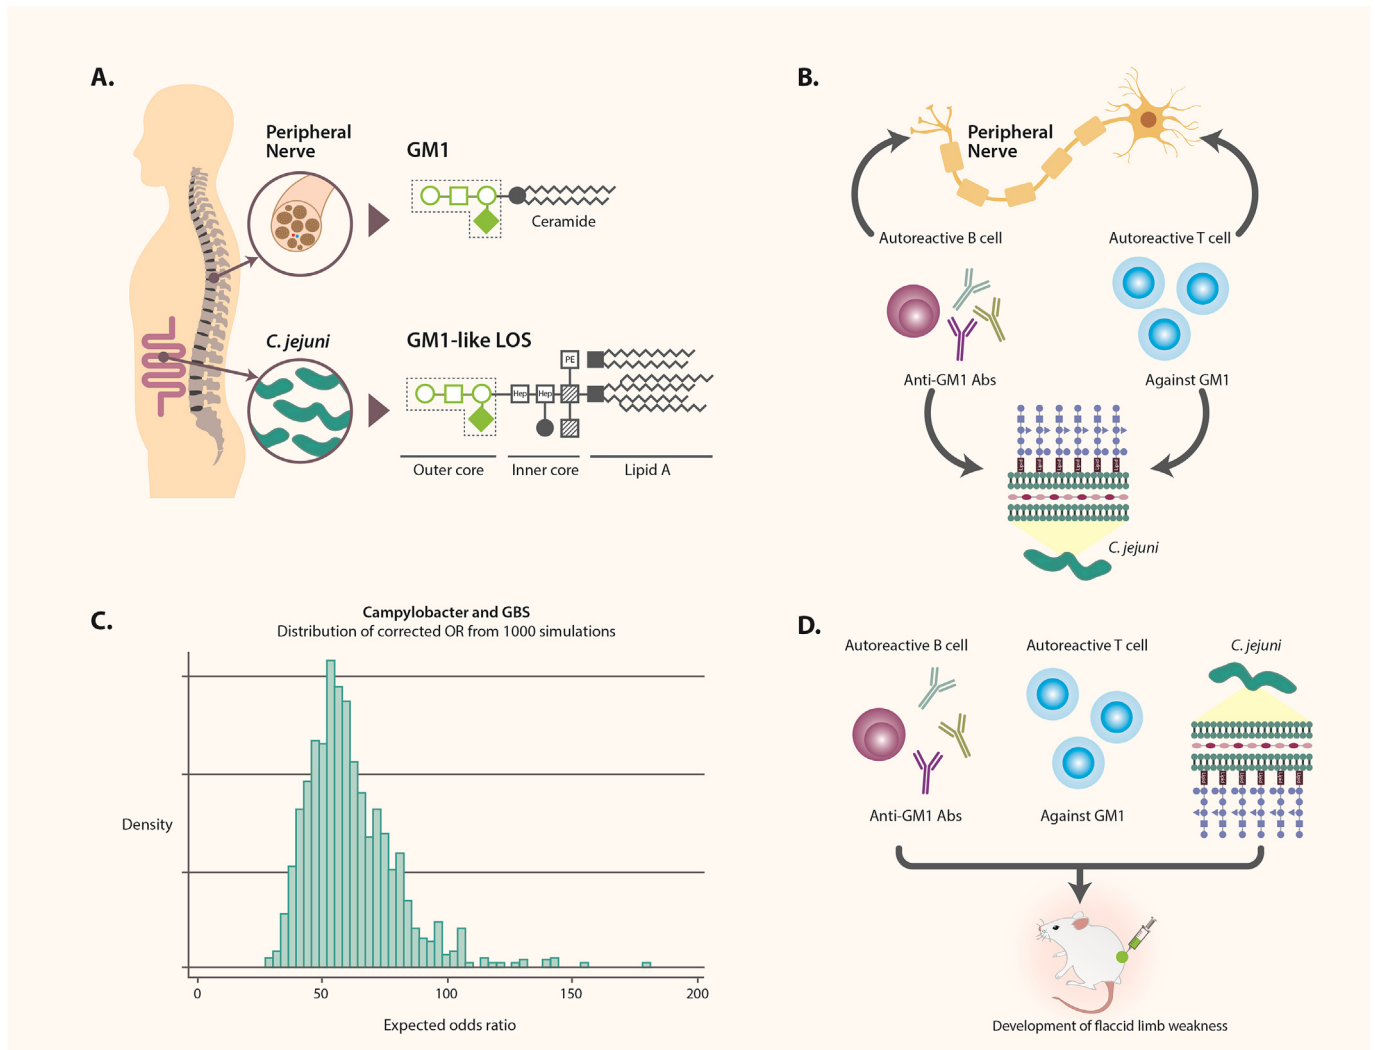 A.
Peripheral
Nerve
GM1
Ceramide
C. jejuni
GM1-like LOS
PE
Hep
Hep
Outer core
Inner core
Lipid A
B.
Peripheral
Nerve
Autoreactive B cell
Autoreactive T cell
Anti-GM1 Abs
Against GM1
C. jejuni
C.
Campylobacter and GBS
Distribution of corrected OR from 1000 simulations
Density
0
50
100
150
200
Expected odds ratio
D.
Autoreactive B cell
Autoreactive T cell
C. jejuni
Anti-GM1 Abs
Against GM1
Development of flaccid limb weakness